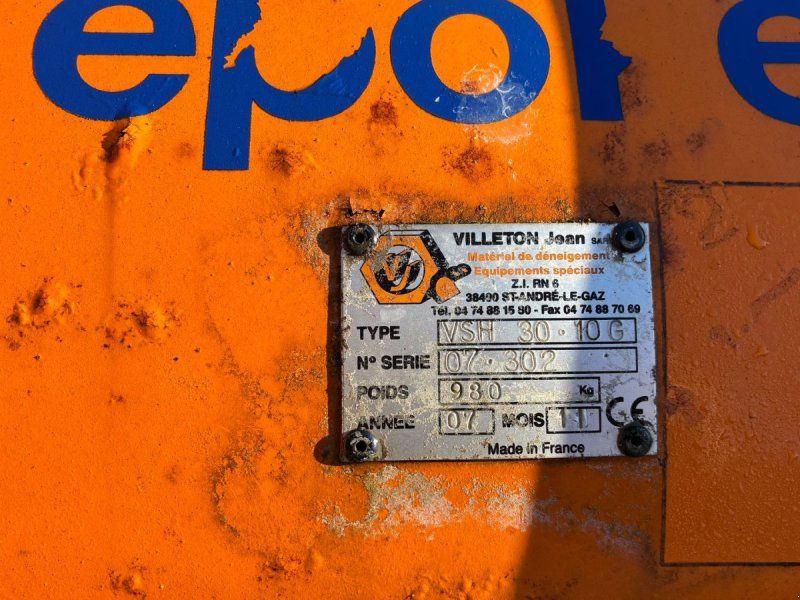 epoke
VILLETON Jean SARL
Matériel de déneigement
Equipements spéciaux
Z.I. RN 6
38490 ST-ANDRÉ-LE-GAZ
Tél. 04 74 88 15 90 - Fax 04 74 88 70 69
TYPE VSH 30·10 G
N° SERIE 07·302
POIDS 980 Kg
ANNEE 07 MOIS 11 CE
Made in France